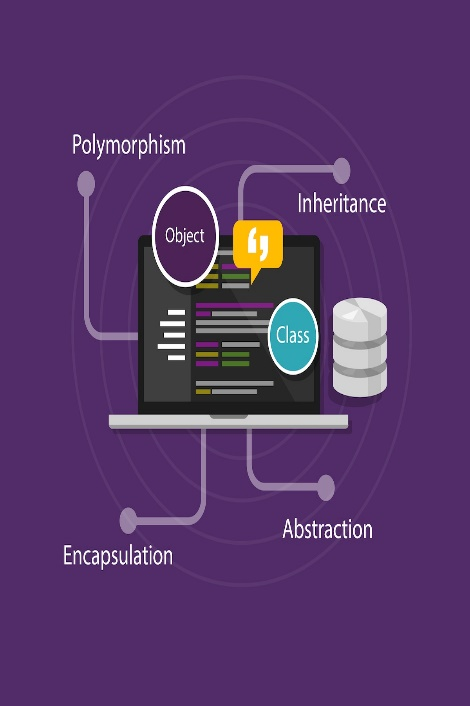 Polymorphism
Inheritance
Object
Class
Abstraction
Encapsulation